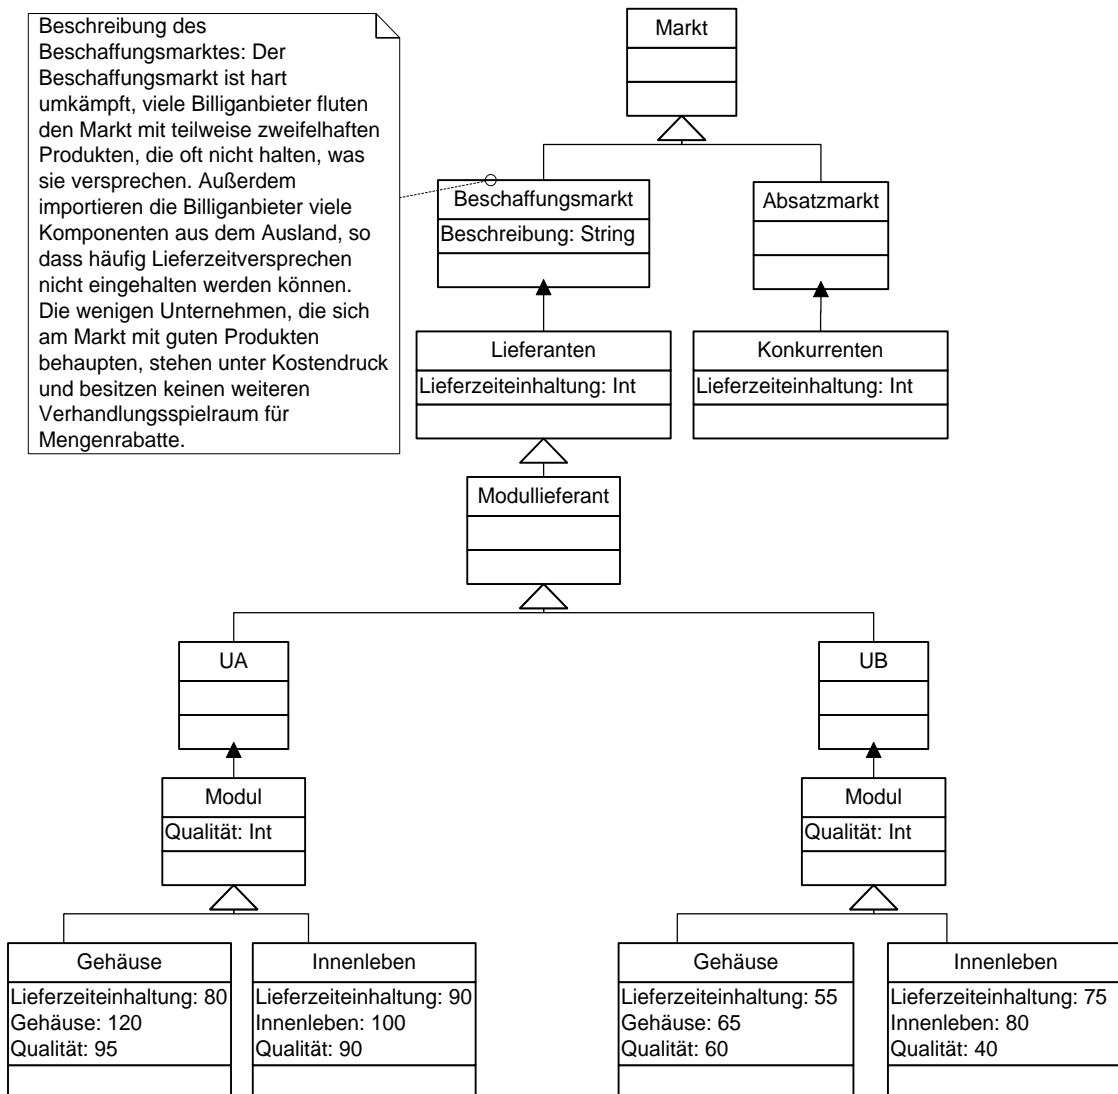 Beschreibung des
Beschaffungsmarktes: Der
Beschaffungsmarkt ist hart
umkämpft, viele Billiganbieter fluten
den Markt mit teilweise zweifelhaften
Produkten, die oft nicht halten, was
sie versprechen. Außerdem
importieren die Billiganbieter viele
Komponenten aus dem Ausland, so
dass häufig Lieferzeitversprechen
nicht eingehalten werden können.
Die wenigen Unternehmen, die sich
am Markt mit guten Produkten
behaupten, stehen unter Kostendruck
und besitzen keinen weiteren
Verhandlungsspielraum für
Mengenrabatte.
Markt
Beschaffungsmarkt
Beschreibung: String
Absatzmarkt
Lieferanten
Lieferzeiteinhaltung: Int
Konkurrenten
Lieferzeiteinhaltung: Int
Modullieferant
UA
UB
Modul
Qualität: Int
Modul
Qualität: Int
Gehäuse
Lieferzeiteinhaltung: 80
Gehäuse: 120
Qualität: 95
Innenleben
Lieferzeiteinhaltung: 90
Innenleben: 100
Qualität: 90
Gehäuse
Lieferzeiteinhaltung: 55
Gehäuse: 65
Qualität: 60
Innenleben
Lieferzeiteinhaltung: 75
Innenleben: 80
Qualität: 40